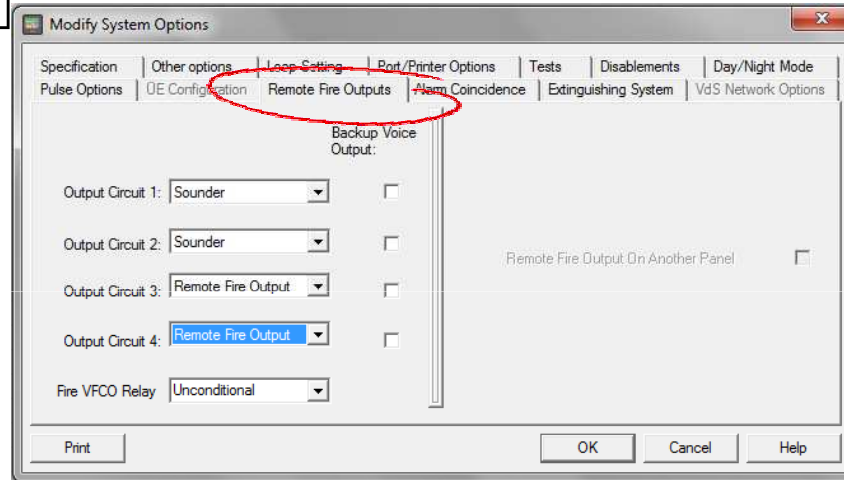 Modify System Options
Specification Other options Loop Setting Port/Printer Options Tests Disablements Day/Night Mode
Pulse Options OE Configuration Remote Fire Outputs Alarm Coincidence Extinguishing System VdS Network Options
Backup Voice
Output:
Output Circuit 1: Sounder
Output Circuit 2: Sounder
Remote Fire Output On Another Panel
Output Circuit 3: Remote Fire Output
Output Circuit 4: Remote Fire Output
Fire VFCO Relay Unconditional
Print OK Cancel Help